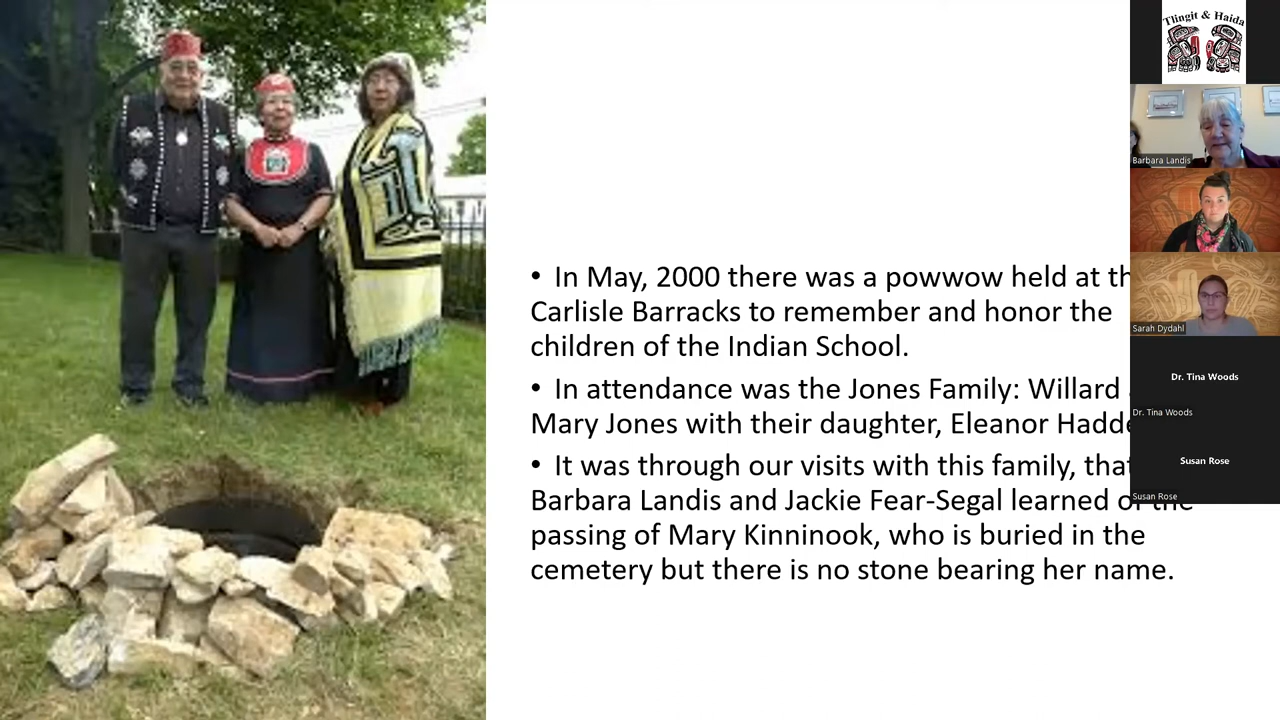 • In May, 2000 there was a powwow held at
Carlisle Barracks to remember and honor the
children of the Indian School.
• In attendance was the Jones Family: Willard
Mary Jones with their daughter, Eleanor
• It was through our visits with this family,
Barbara Landis and Jackie Fear-Segal learned of the
passing of Mary Kinninook, who is buried in the
cemetery but there is no stone bearing her name.
Tlingit & Haida
Barbara Landis
Sarah Dydahl
Dr. Tina Woods
Dr. Tina Woods
Susan Rose
Susan Rose